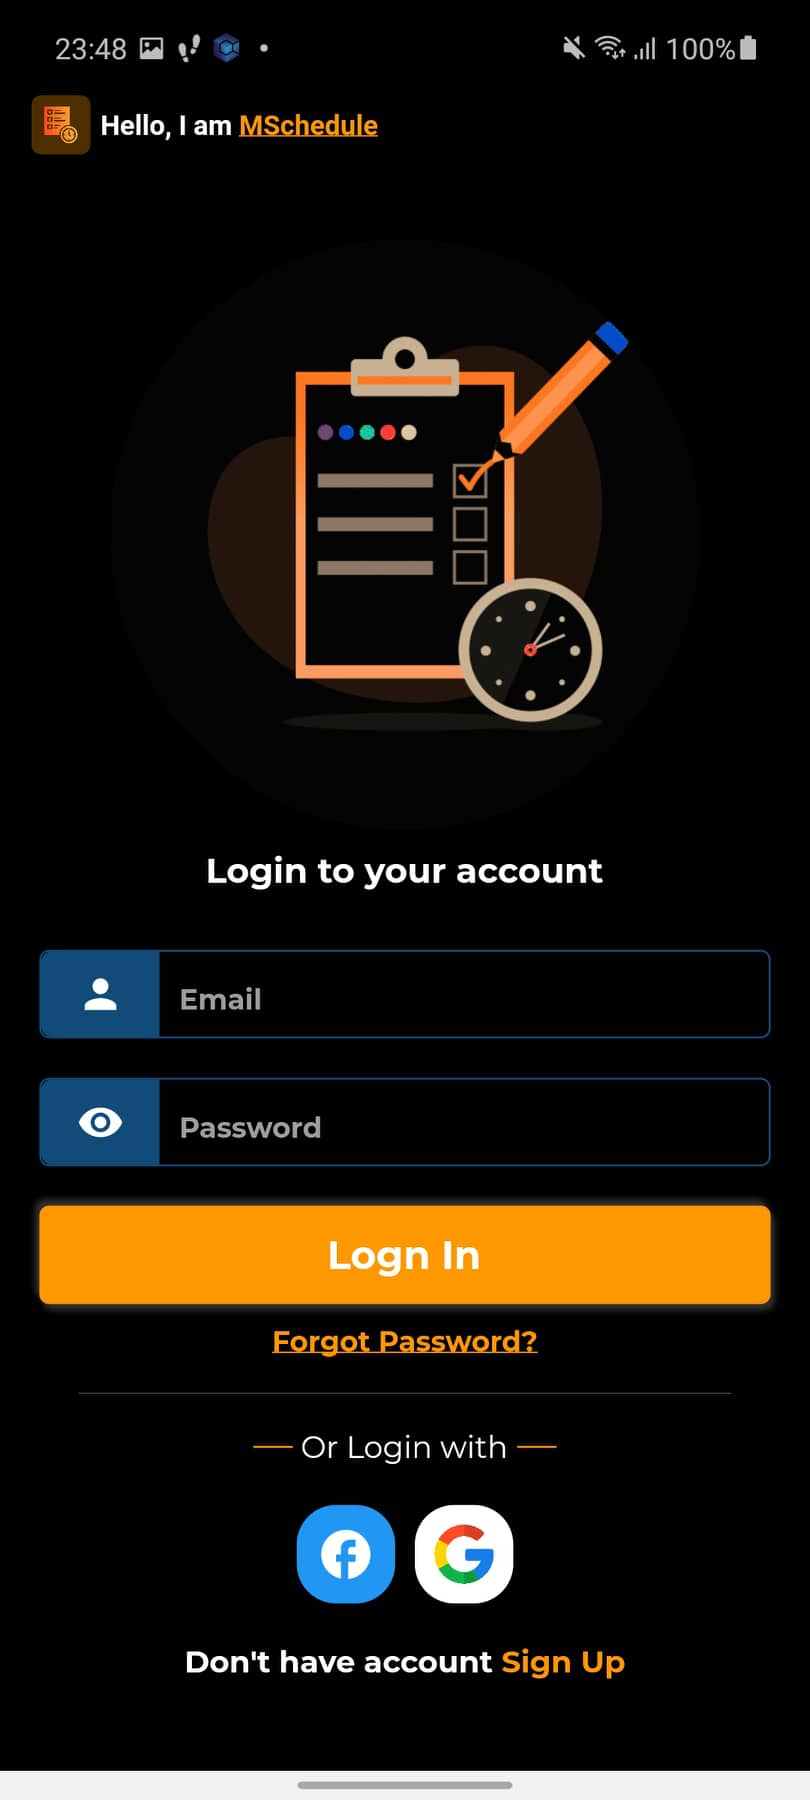 23:48 100%
Hello, I am MSchedule
Login to your account
Email
Password
Logn In
Forgot Password?
Or Login with
Don't have account Sign Up